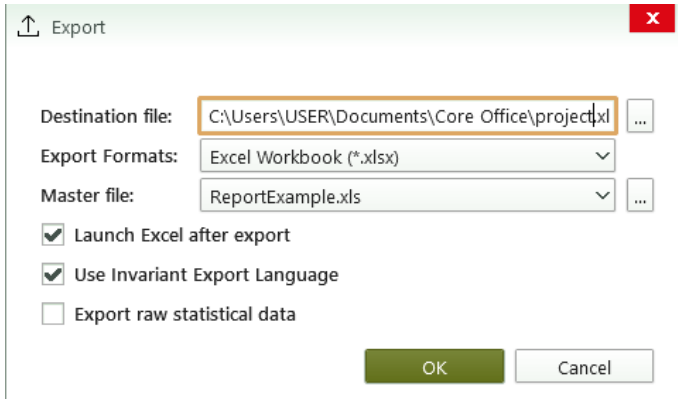 Export
x
Destination file: C:\Users\USER\Documents\Core Office\project.xl ...
Export Formats: Excel Workbook (*.xlsx)
Master file: ReportExample.xls ...
Launch Excel after export
Use Invariant Export Language
Export raw statistical data
OK Cancel